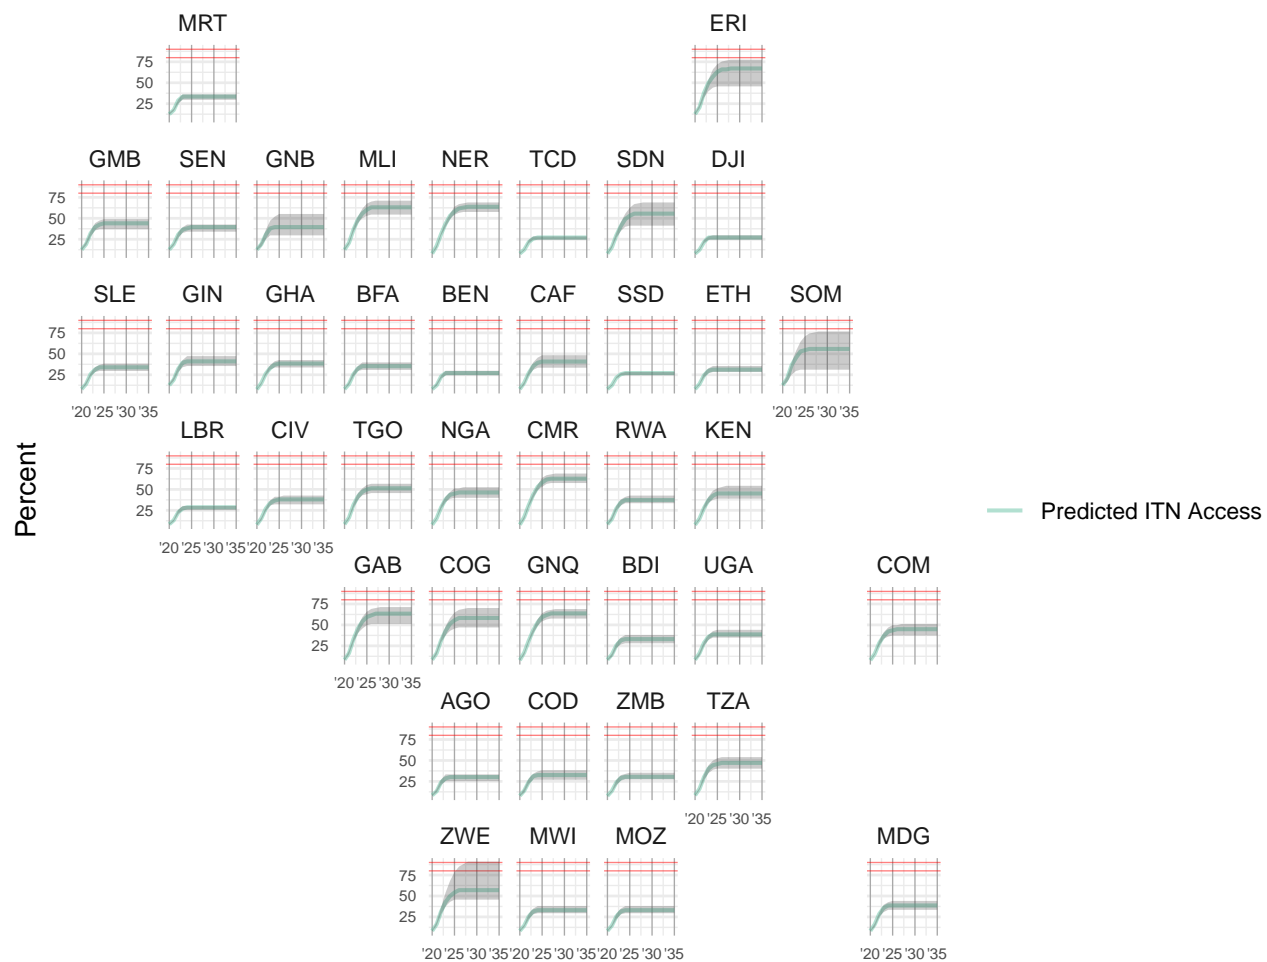 MRT ERI
75
50
25
GMB SEN GNB MLI NER TCD SDN DJI
75
50
25
SLE GIN GHA BFA BEN CAF SSD ETH SOM
75
50
25
'20 '25 '30 '35 '20 '25 '30 '35
LBR CIV TGO NGA CMR RWA KEN
75
50
25
'20 '25 '30 '35 '20 '25 '30 '35
Percent
Predicted ITN Access
GAB COG GNQ BDI UGA COM
75
50
25
'20 '25 '30 '35
AGO COD ZMB TZA
75
50
25
'20 '25 '30 '35
ZWE MWI MOZ MDG
75
50
25
'20 '25 '30 '35 '20 '25 '30 '35 '20 '25 '30 '35 '20 '25 '30 '35